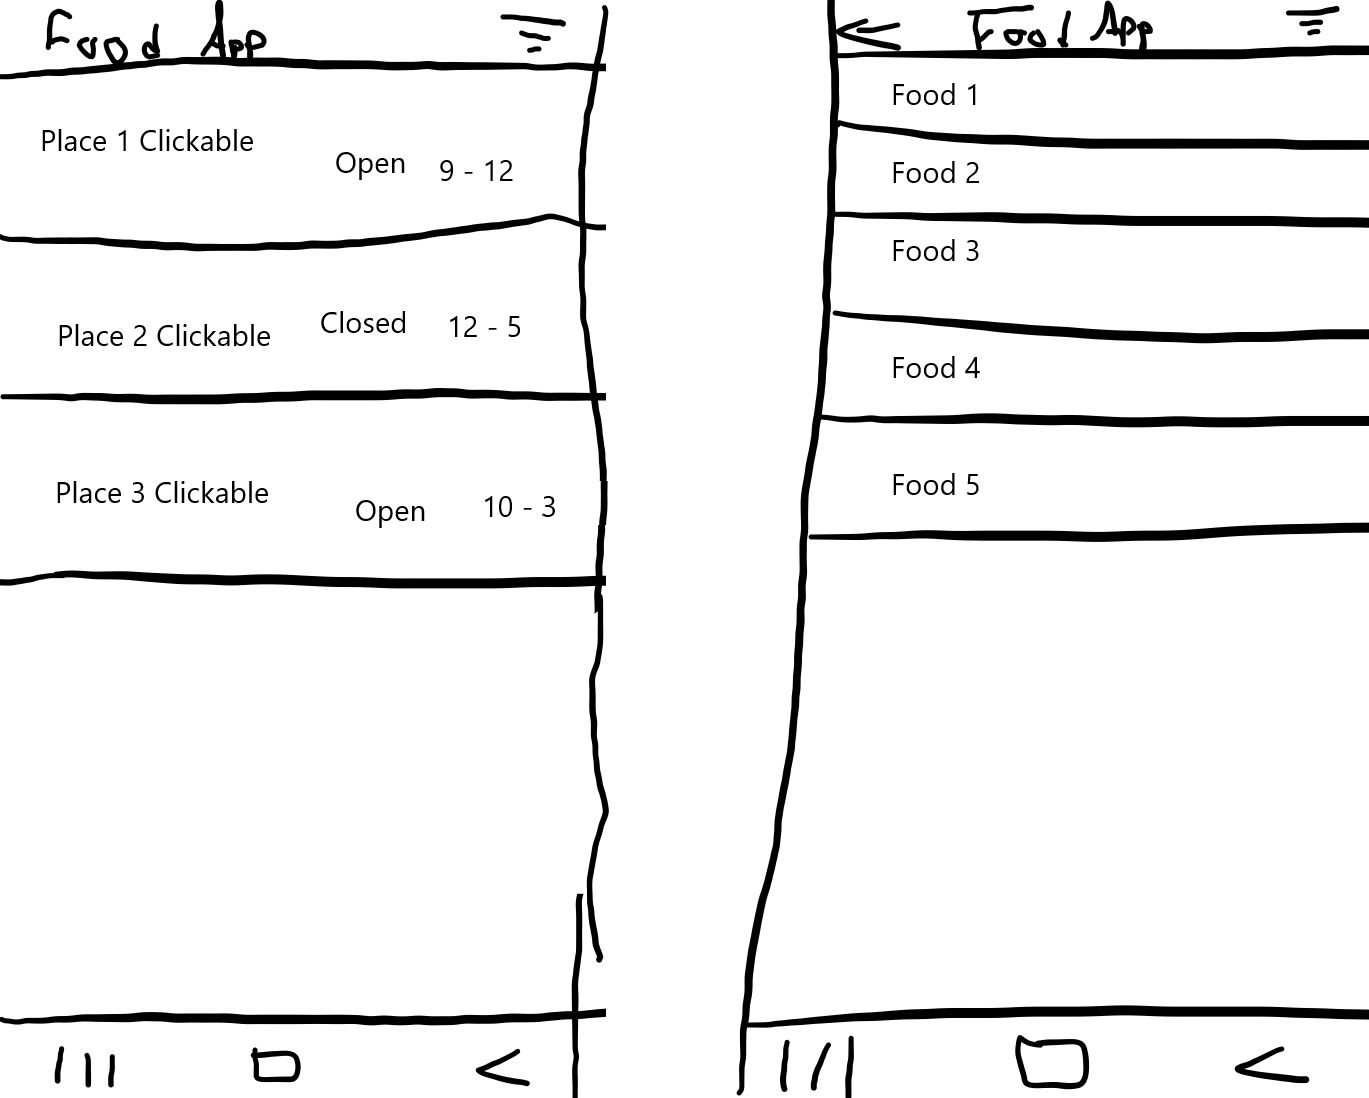 Food App
Place 1 Clickable Open 9 - 12
Place 2 Clickable Closed 12 - 5
Place 3 Clickable Open 10 - 3
Food App
Food 1
Food 2
Food 3
Food 4
Food 5